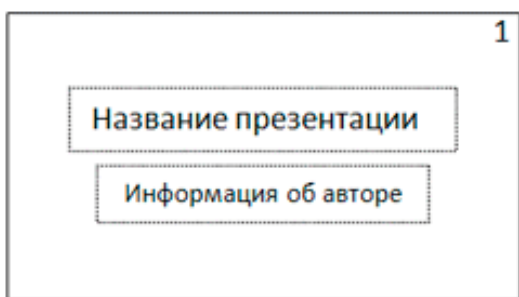 1
Название презентации
Информация об авторе